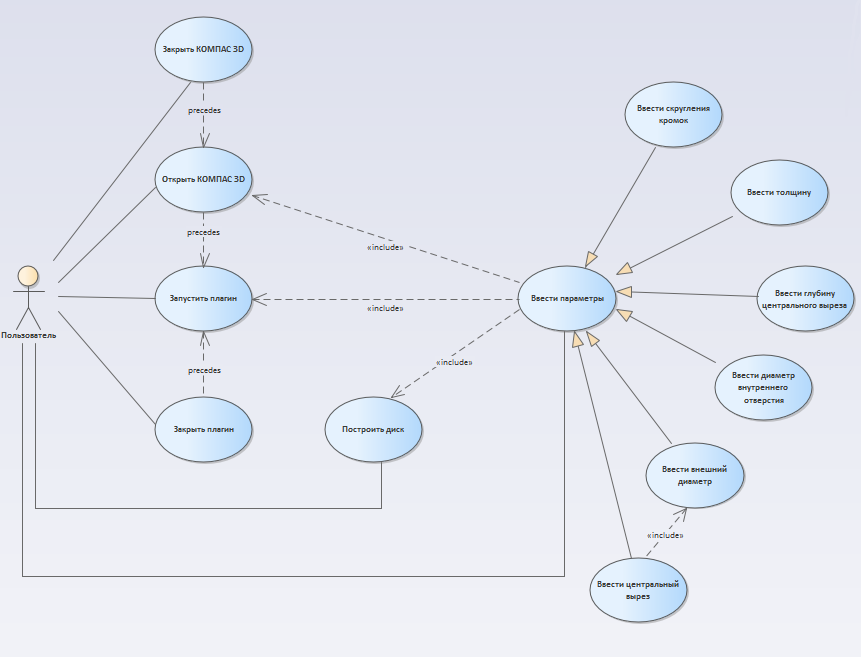 Закрыть КОМПАС 3D
precedes
Ввести скругления
кромок
Открыть КОМПАС 3D
Ввести толщину
precedes
«include»
Запустить плагин
Ввести параметры
Ввести глубину
центрального выреза
«include»
Пользователь
precedes
«include»
Ввести диаметр
внутреннего
отверстия
Закрыть плагин
Построить диск
Ввести внешний
диаметр
«include»
Ввести центральный
вырез